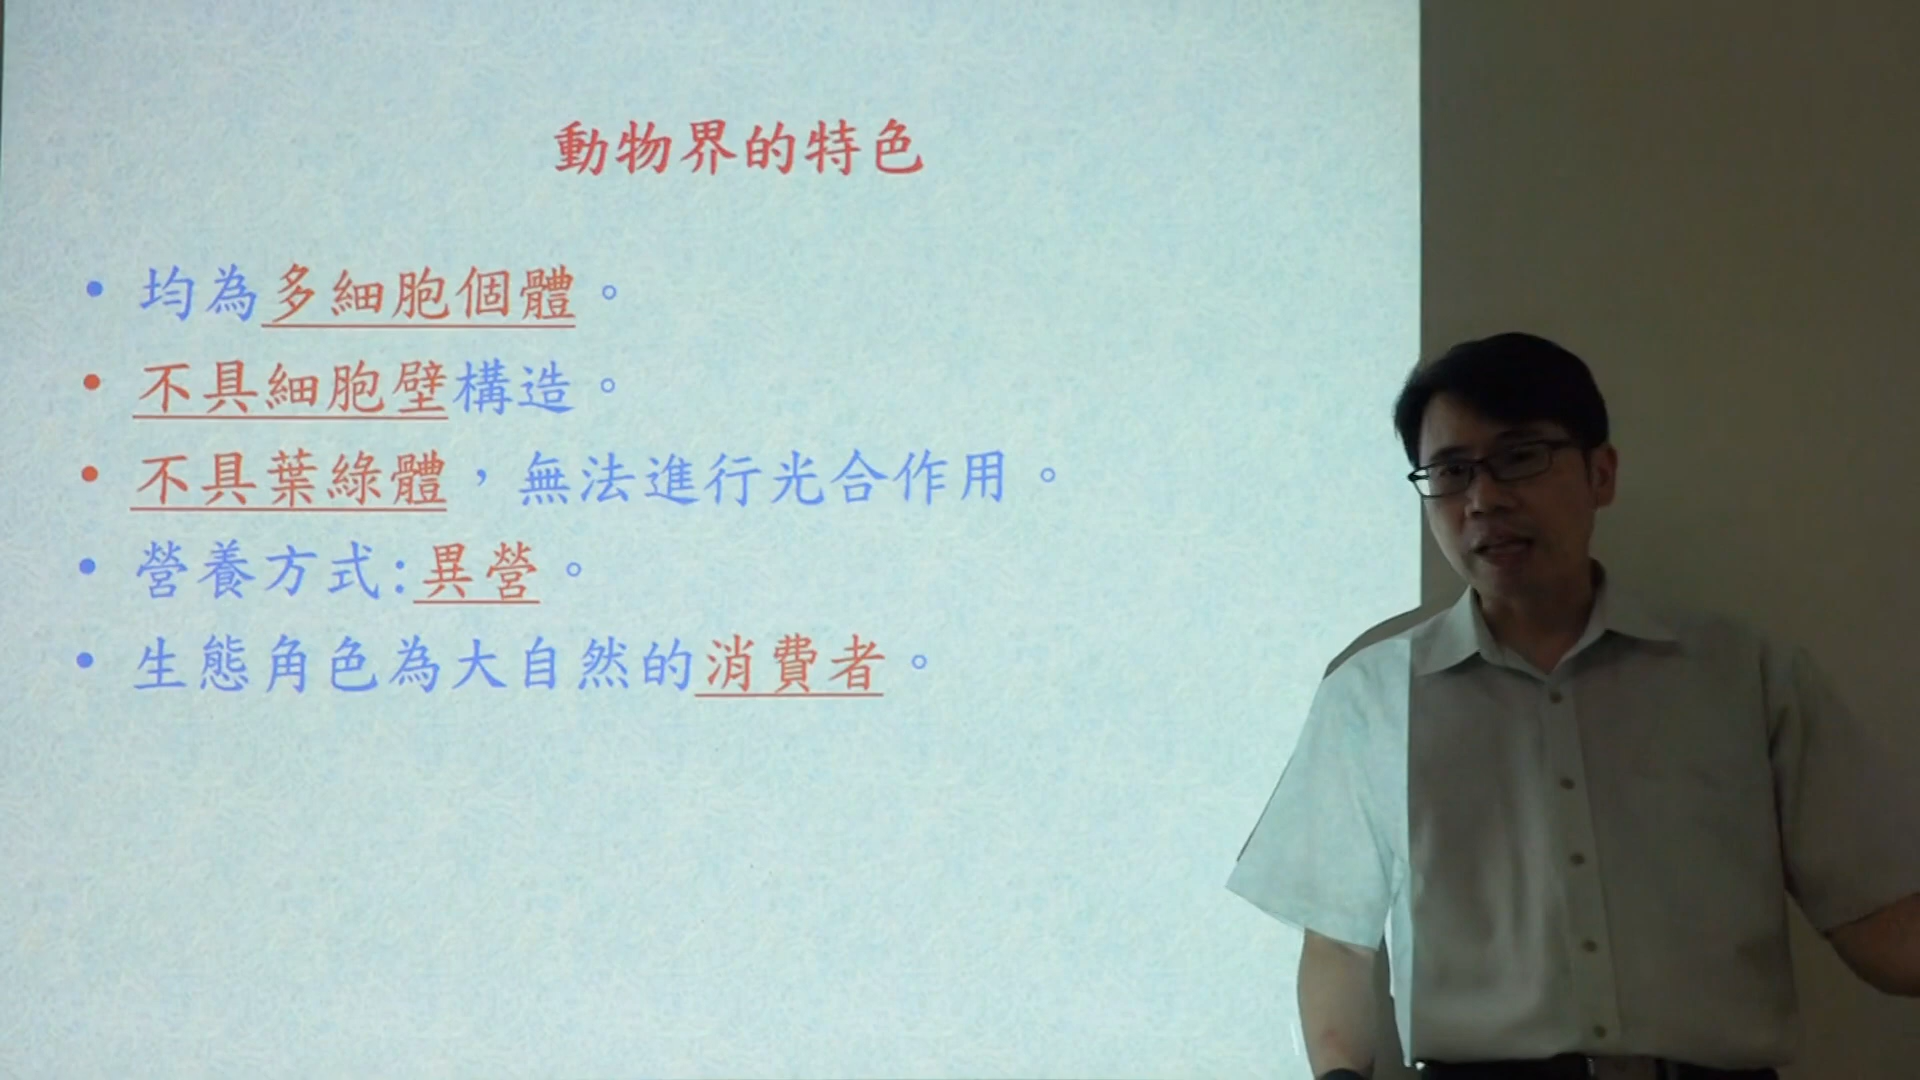 動物界的特色
• 均為多細胞個體。
• 不具細胞壁構造。
• 不具葉綠體，無法進行光合作用。
• 營養方式:異營。
• 生態角色為大自然的消費者。